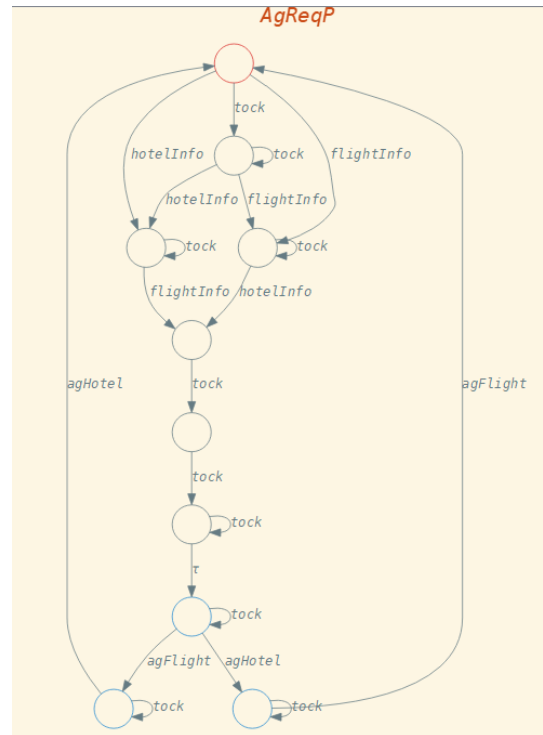 AgReqP
tock
hotelInfo
tock
flightInfo
hotelInfo
flightInfo
tock
tock
flightInfo
hotelInfo
agHotel
tock
agFlight
tock
tock
τ
tock
agFlight
agHotel
tock
tock